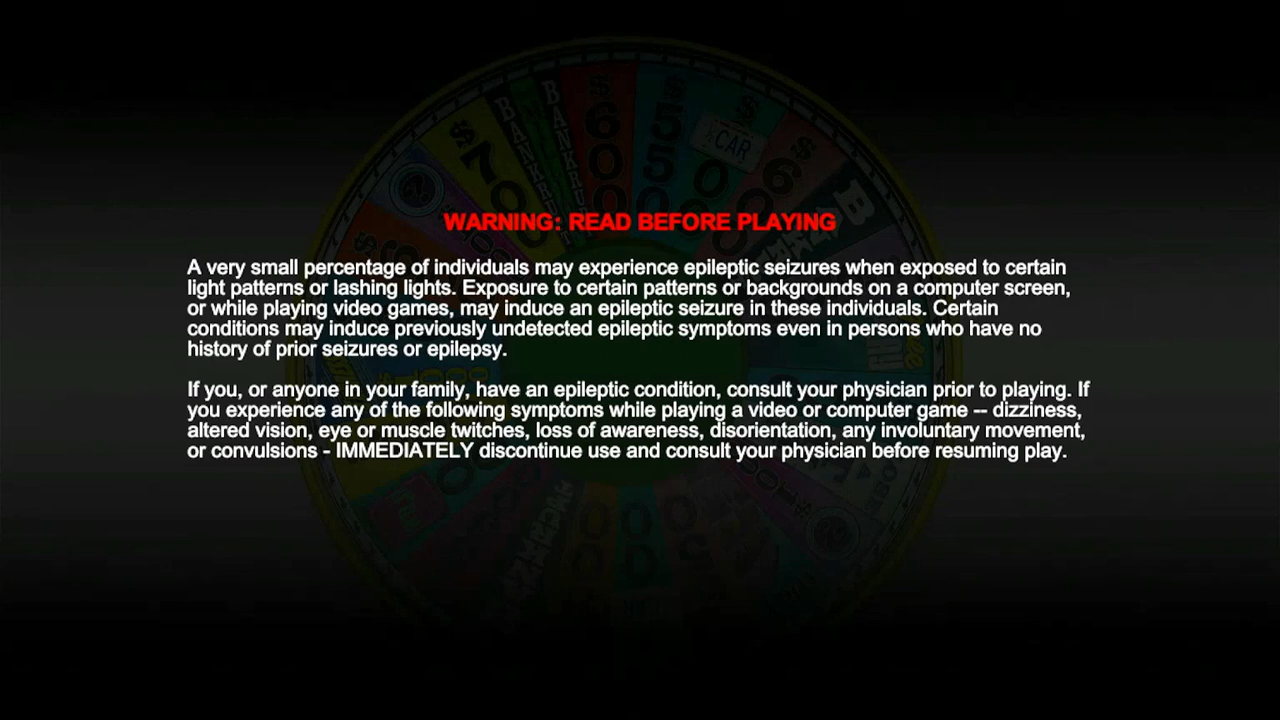 WARNING: READ BEFORE PLAYING
A very small percentage of individuals may experience epileptic seizures when exposed to certain
light patterns or lashing lights. Exposure to certain patterns or backgrounds on a computer screen,
or while playing video games, may induce an epileptic seizure in these individuals. Certain
conditions may induce previously undetected epileptic symptoms even in persons who have no
history of prior seizures or epilepsy.
If you, or anyone in your family, have an epileptic condition, consult your physician prior to playing. If
you experience any of the following symptoms while playing a video or computer game -- dizziness,
altered vision, eye or muscle twitches, loss of awareness, disorientation, any involuntary movement,
or convulsions - IMMEDIATELY discontinue use and consult your physician before resuming play.
$700
BANKRUPT
$600
$550
CAR